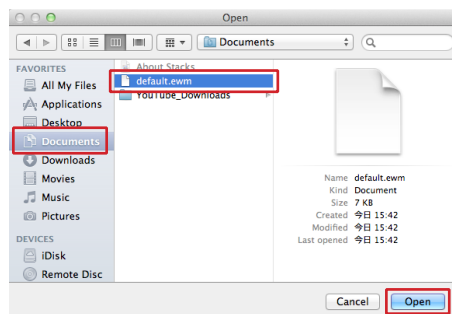 Open
Documents
FAVORITES
All My Files
Applications
Desktop
Documents
Downloads
Movies
Music
Pictures
DEVICES
iDisk
Remote Disc
About Stacks
default.ewm
YouTube_Downloads
Name default.ewm
Kind Document
Size 7 KB
Created 今日 15:42
Modified 今日 15:42
Last opened 今日 15:42
Cancel
Open